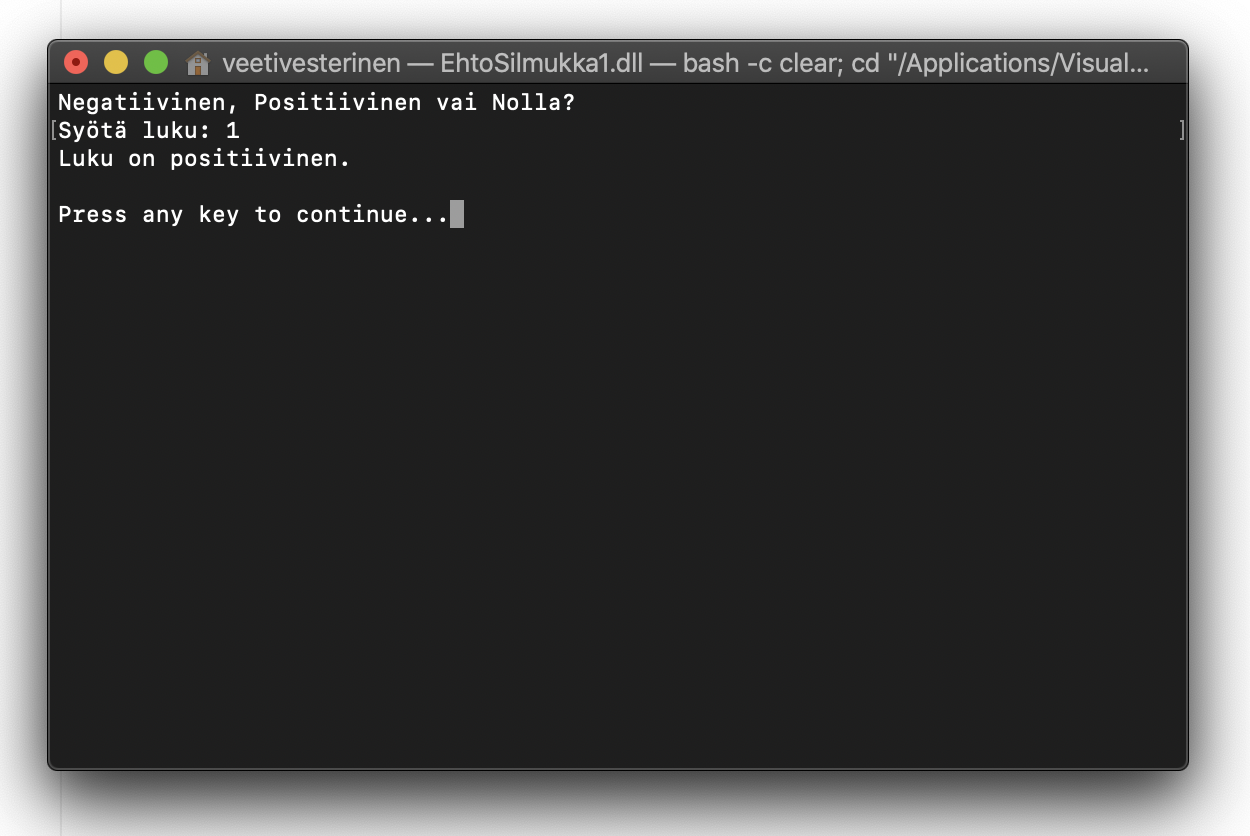 veetivesterinen — EhtoSilmukka1.dll — bash -c clear; cd "/Applications/Visual...
Negatiivinen, Positiivinen vai Nolla?
[Syötä luku: 1 ]
Luku on positiivinen.
Press any key to continue...